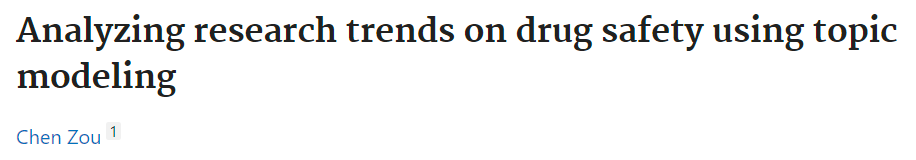 Analyzing research trends on drug safety using topic
modeling
Chen Zou 1